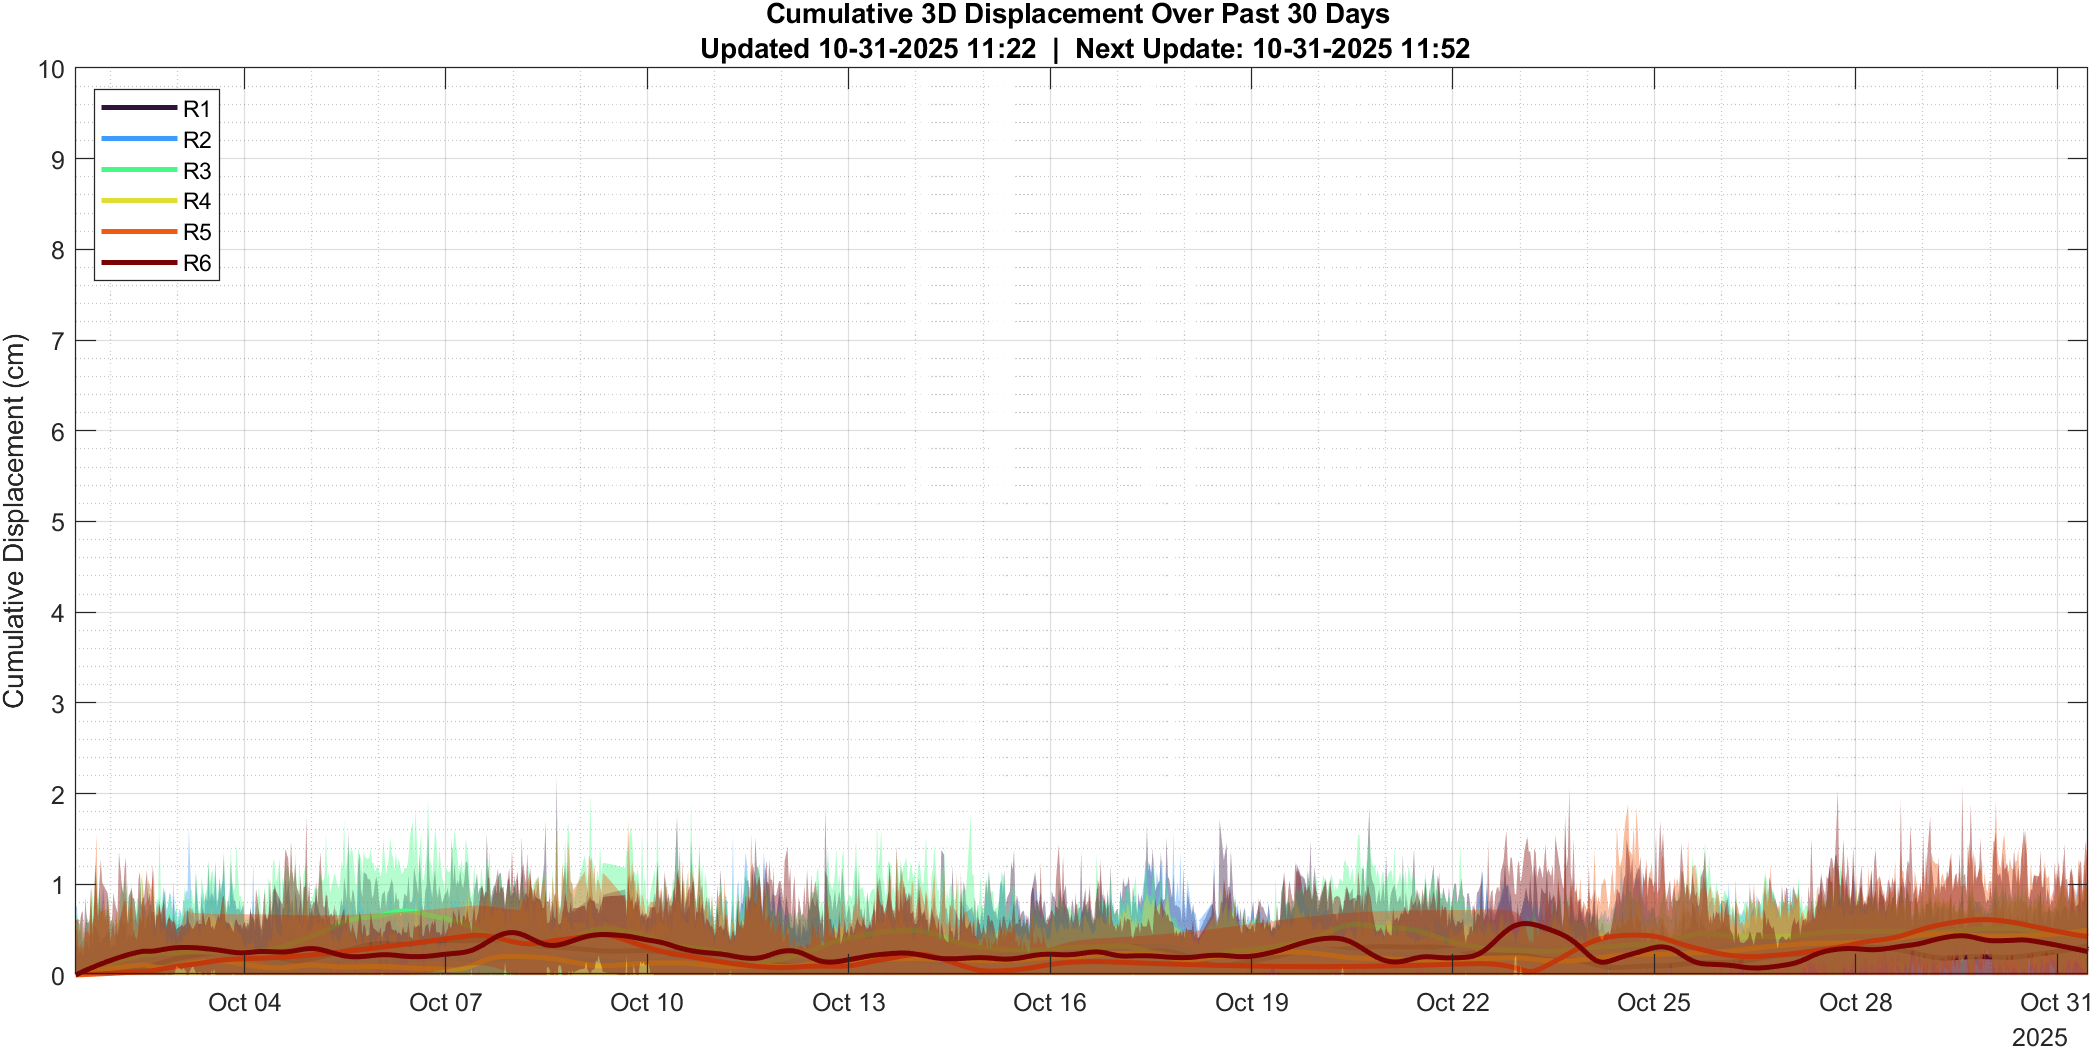 Cumulative 3D Displacement Over Past 30 Days
Updated 10-31-2025 11:22 | Next Update: 10-31-2025 11:52
Cumulative Displacement (cm)
10
9
8
7
6
5
4
3
2
1
0
R1
R2
R3
R4
R5
R6
Oct 04 Oct 07 Oct 10 Oct 13 Oct 16 Oct 19 Oct 22 Oct 25 Oct 28 Oct 31
2025